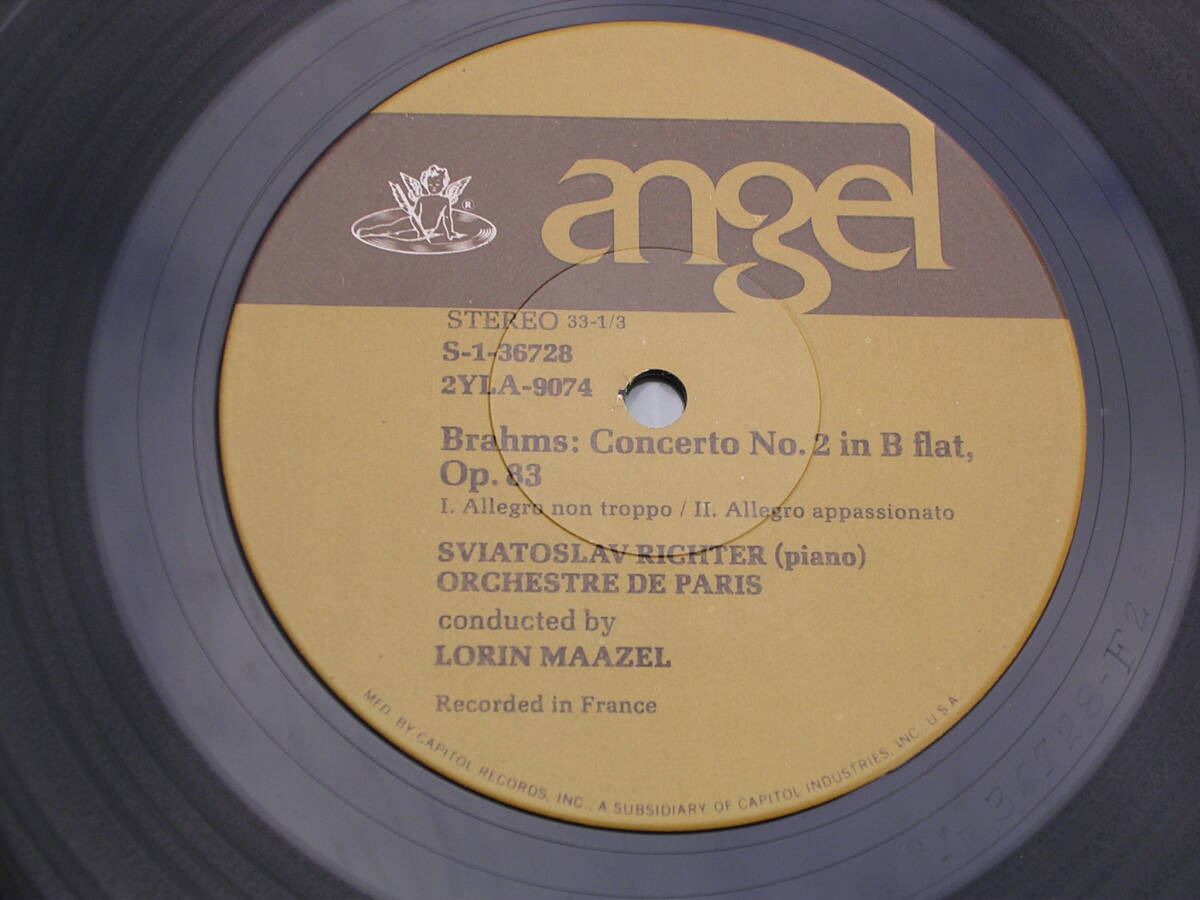 angel
®
STEREO 33-1/3
S-1-36728
2YLA-9074
Brahms: Concerto No. 2 in B flat,
Op. 83
I. Allegro non troppo / II. Allegro appassionato
SVIATOSLAV RICHTER (piano)
ORCHESTRE DE PARIS
conducted by
LORIN MAAZEL
Recorded in France
MFD. BY CAPITOL RECORDS, INC., A SUBSIDIARY OF CAPITOL INDUSTRIES, INC., U.S.A.